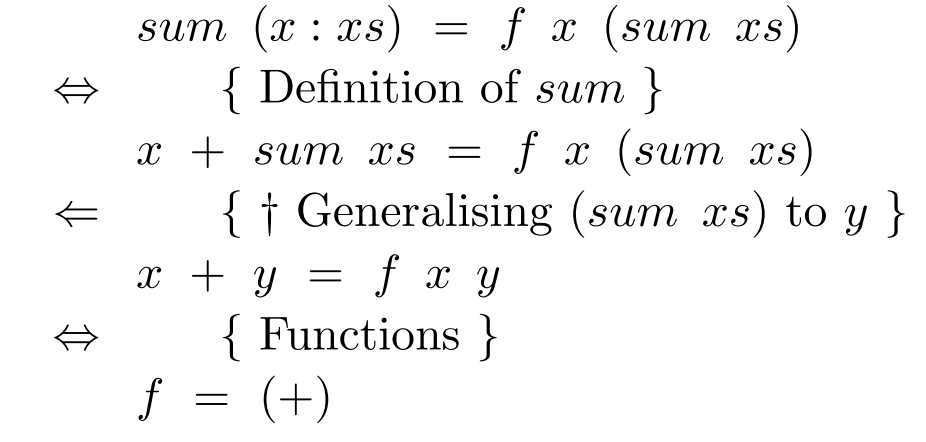 sum (x : xs) = f x (sum xs)
⇔ { Definition of sum }
x + sum xs = f x (sum xs)
⇐ { † Generalising (sum xs) to y }
x + y = f x y
⇔ { Functions }
f = (+)